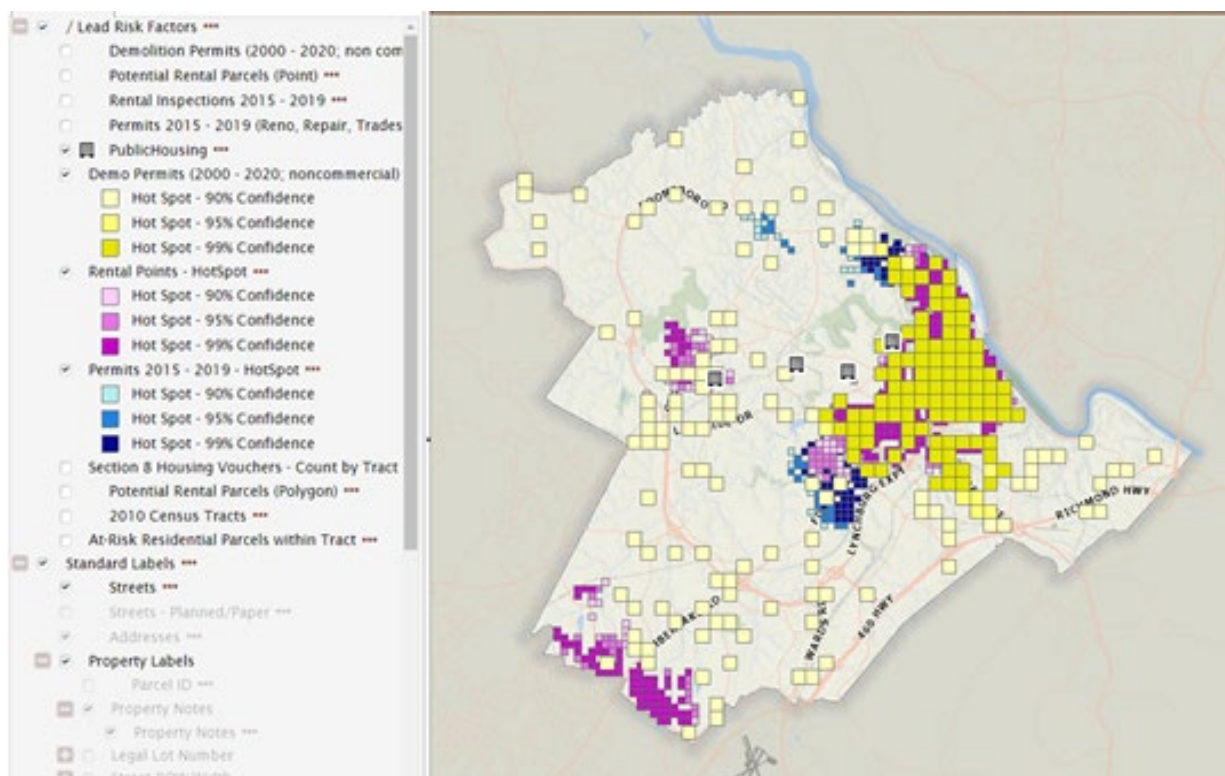 / Lead Risk Factors
Demolition Permits (2000 - 2020; non com
Potential Rental Parcels (Point)
Rental Inspections 2015 - 2019
Permits 2015 - 2019 (Reno, Repair, Trades
PublicHousing
Demo Permits (2000 - 2020; noncommercial)
Hot Spot - 90% Confidence
Hot Spot - 95% Confidence
Hot Spot - 99% Confidence
Rental Points - HotSpot
Hot Spot - 90% Confidence
Hot Spot - 95% Confidence
Hot Spot - 99% Confidence
Permits 2015 - 2019 - HotSpot
Hot Spot - 90% Confidence
Hot Spot - 95% Confidence
Hot Spot - 99% Confidence
Section 8 Housing Vouchers - Count by Tract
Potential Rental Parcels (Polygon)
2010 Census Tracts
At-Risk Residential Parcels within Tract
Standard Labels
Streets
Streets - Planned/Paper
Addresses
Property Labels
Parcel ID
Property Notes
Property Notes
Legal Lot Number
DR
LYNCHBURG EXPY
RICHMOND HWY
460 HWY